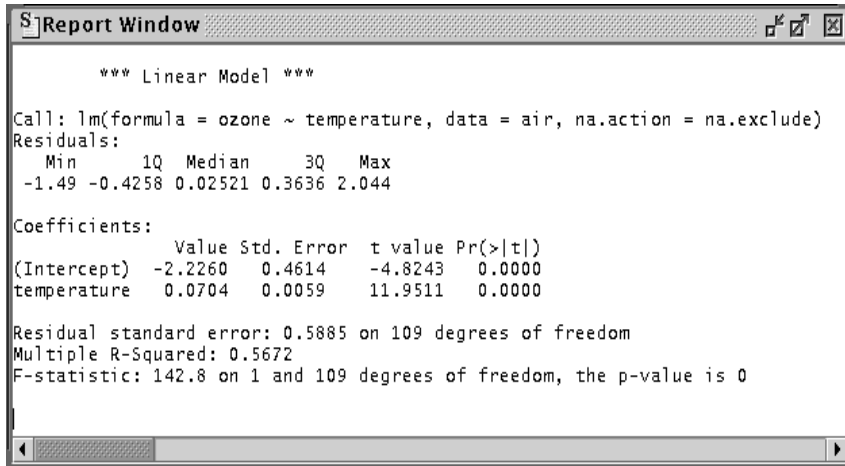 S Report Window
*** Linear Model ***
Call: lm(formula = ozone ~ temperature, data = air, na.action = na.exclude)
Residuals:
Min 1Q Median 3Q Max
-1.49 -0.4258 0.02521 0.3636 2.044
Coefficients:
Value Std. Error t value Pr(>|t|)
(Intercept) -2.2260 0.4614 -4.8243 0.0000
temperature 0.0704 0.0059 11.9511 0.0000
Residual standard error: 0.5885 on 109 degrees of freedom
Multiple R-Squared: 0.5672
F-statistic: 142.8 on 1 and 109 degrees of freedom, the p-value is 0